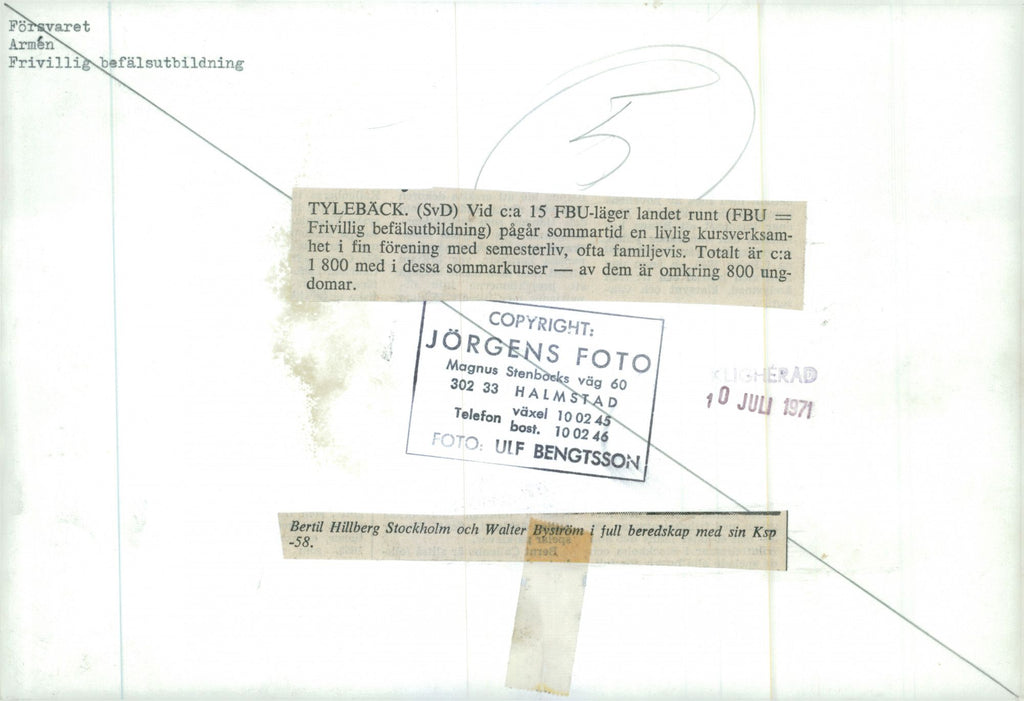 Försvaret
Armén
Frivillig befälsutbildning
5
TYLEBÄCK. (SvD) Vid c:a 15 FBU-läger landet runt (FBU =
Frivillig befälsutbildning) pågår sommartid en livlig kursverksam-
het i fin förening med semesterliv, ofta familjevis. Totalt är c:a
1 800 med i dessa sommarkurser — av dem är omkring 800 ung-
domar.
COPYRIGHT:
JÖRGENS FOTO
Magnus Stenbocks väg 60
302 33 HALMSTAD
Telefon växel 10 02 45
bost. 10 02 46
FOTO: ULF BENGTSSON
10 JULI 1971
Bertil Hillberg Stockholm och Walter Byström i full beredskap med sin Ksp
-58.